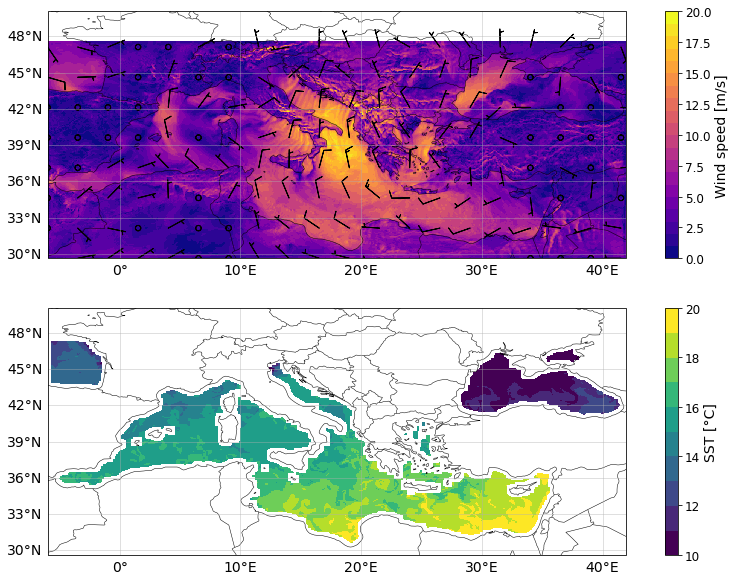 48°N
45°N
42°N
39°N
36°N
33°N
30°N
0°
10°E
20°E
30°E
40°E
20.0
17.5
15.0
12.5
10.0
7.5
5.0
2.5
0.0
Wind speed [m/s]
48°N
45°N
42°N
39°N
36°N
33°N
30°N
0°
10°E
20°E
30°E
40°E
20
18
16
14
12
10
SST [°C]